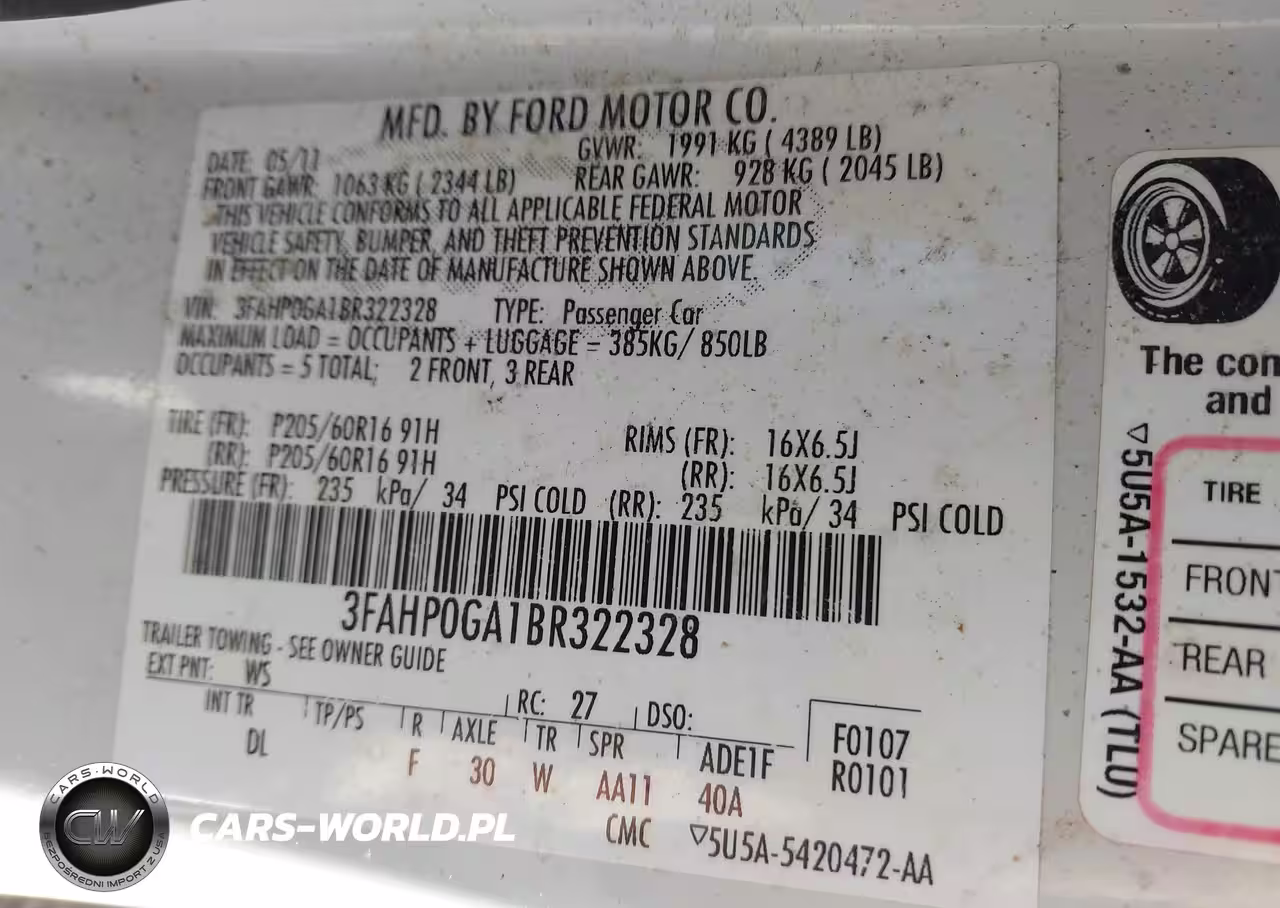 MFD. BY FORD MOTOR CO.
DATE: 05/11 GVWR: 1991 KG ( 4389 LB)
FRONT GAWR: 1063 KG ( 2344 LB) REAR GAWR: 928 KG ( 2045 LB)
THIS VEHICLE CONFORMS TO ALL APPLICABLE FEDERAL MOTOR
VEHICLE SAFETY, BUMPER, AND THEFT PREVENTION STANDARDS
IN EFFECT ON THE DATE OF MANUFACTURE SHOWN ABOVE.
VIN: 3FAHP0GA1BR322328 TYPE: Passenger Car
MAXIMUM LOAD = OCCUPANTS + LUGGAGE = 385KG/ 850LB
OCCUPANTS = 5 TOTAL; 2 FRONT, 3 REAR
TIRE (FR): P205/60R16 91H RIMS (FR): 16X6.5J
(RR): P205/60R16 91H (RR): 16X6.5J
PRESSURE (FR): 235 kPa/ 34 PSI COLD (RR): 235 kPa/ 34 PSI COLD
3FAHP0GA1BR322328
TRAILER TOWING - SEE OWNER GUIDE
EXT PNT: WS RC: 27 DSO:
INT TR TP/PS R AXLE TR SPR ADE1F F0107
DL F 30 W AA11 40A R0101
CMC ▽5U5A-5420472-AA
The con
and
▽5U5A-1532-AA (TLU)
TIRE
FRONT
REAR
SPARE
CARS-WORLD
CW
BEZPOŚREDNI IMPORT Z USA
CARS-WORLD.PL